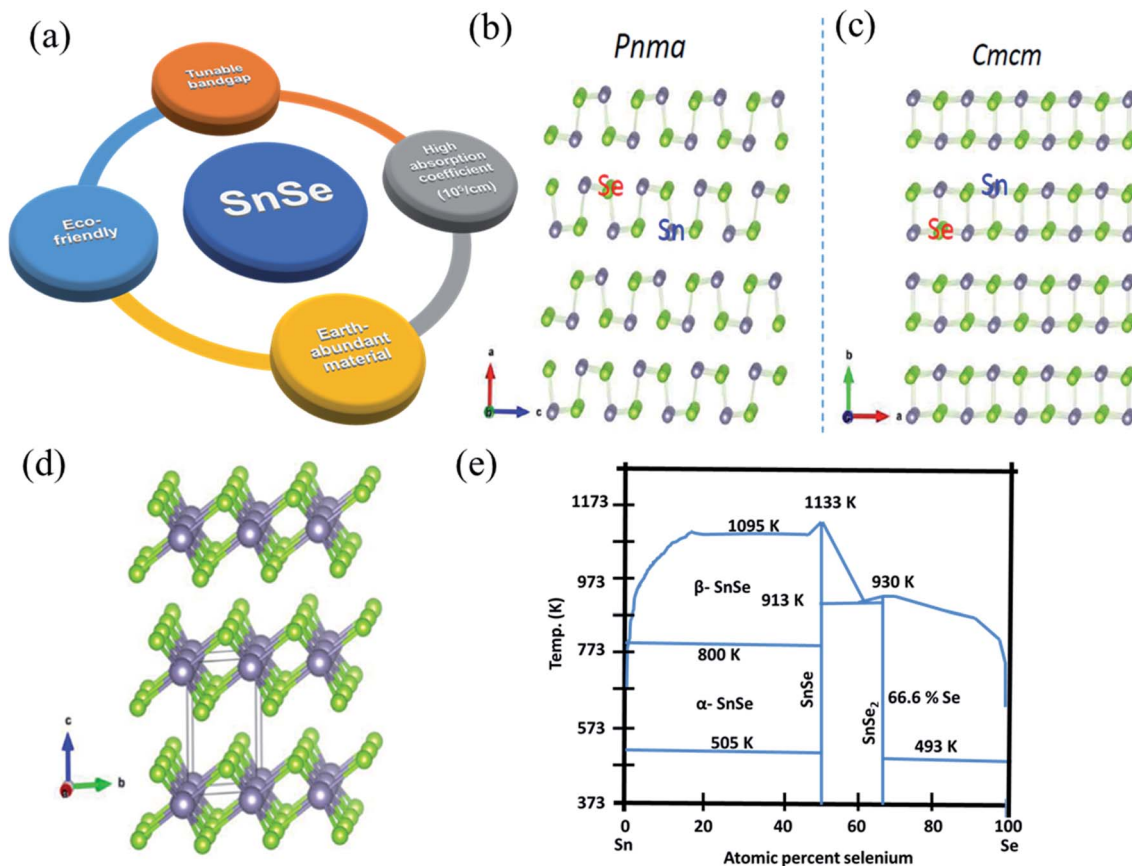 (a)
Tunable
bandgap
High
absorption
coefficient
(10⁵/cm)
SnSe
Eco-
friendly
Earth-
abundant
material
(b)
Pnma
Se
Sn
a
b
c
(c)
Cmcm
Sn
Se
b
a
(d)
c
b
a
(e)
1173
973
773
573
373
Temp. (K)
1133 K
1095 K
930 K
β- SnSe
913 K
800 K
SnSe
SnSe₂
66.6 % Se
α- SnSe
505 K
493 K
0
20
40
60
80
100
Sn
Se
Atomic percent selenium